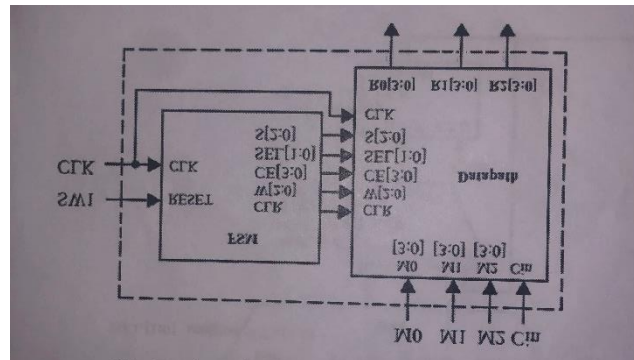 M0 M1 M2 Cin
M0 M1 M2 Cin
[3:0] [3:0] [3:0]
FSM
SW1
RESET
CLR
CLR
W[2:0]
W[2:0]
CE[3:0]
CE[3:0]
Datapath
CLK
CLK
SEL[1:0]
SEL[1:0]
S[2:0]
S[2:0]
CLK
R0[3:0] R1[3:0] R2[3:0]